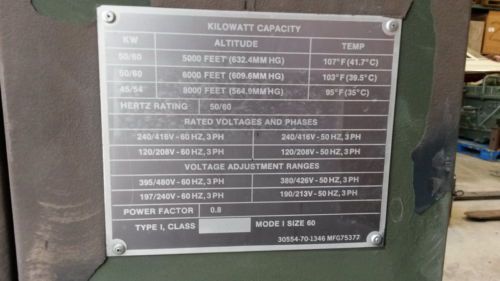 KILOWATT CAPACITY
KW ALTITUDE TEMP
50/60 5000 FEET (632.4MM HG) 107°F (41.7°C)
50/60 6000 FEET (609.6MM HG) 103°F (39.5°C)
45/54 8000 FEET (564.9MM HG) 95°F (35°C)
HERTZ RATING 50/60
RATED VOLTAGES AND PHASES
240/416V-60 HZ, 3 PH 240/416V-50 HZ, 3 PH
120/208V-60 HZ, 3 PH 120/208V-50 HZ, 3 PH
VOLTAGE ADJUSTMENT RANGES
395/480V-60 HZ, 3 PH 380/426V-50 HZ, 3 PH
197/240V-60 HZ, 3 PH 190/213V-50 HZ, 3 PH
POWER FACTOR 0.8
TYPE I, CLASS MODE I SIZE 60
30554-70-1346 MFG75377